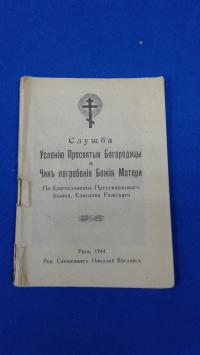 Служба
Успенію Пресвятыя Богородицы
и
Чинъ погребенія Божія Матери
По благословенію Преосвященнаго
Іоанна, Епископа Рижскаго
Рига, 1944
Ред. Священникъ Николай